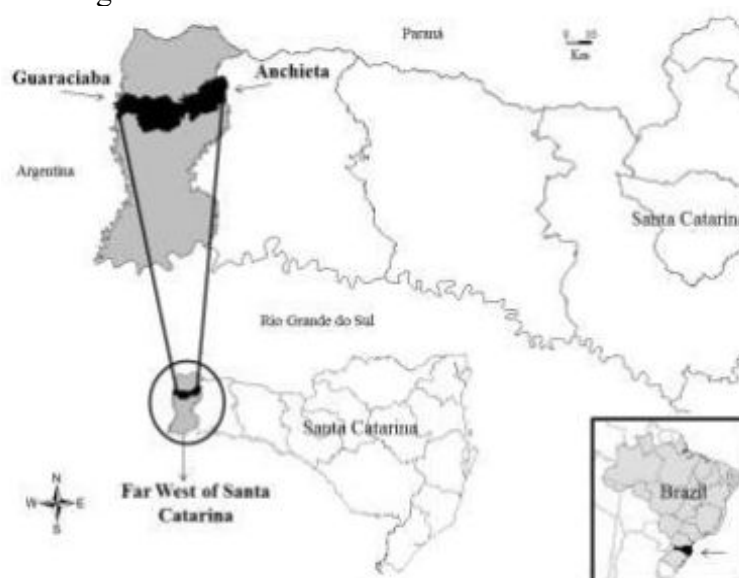 Paraná
Guaraciaba
Anchieta
Km
Argentina
Santa Catarina
Rio Grande do Sul
Santa Catarina
Far West of Santa
Catarina
Brazil
N
W
E
S